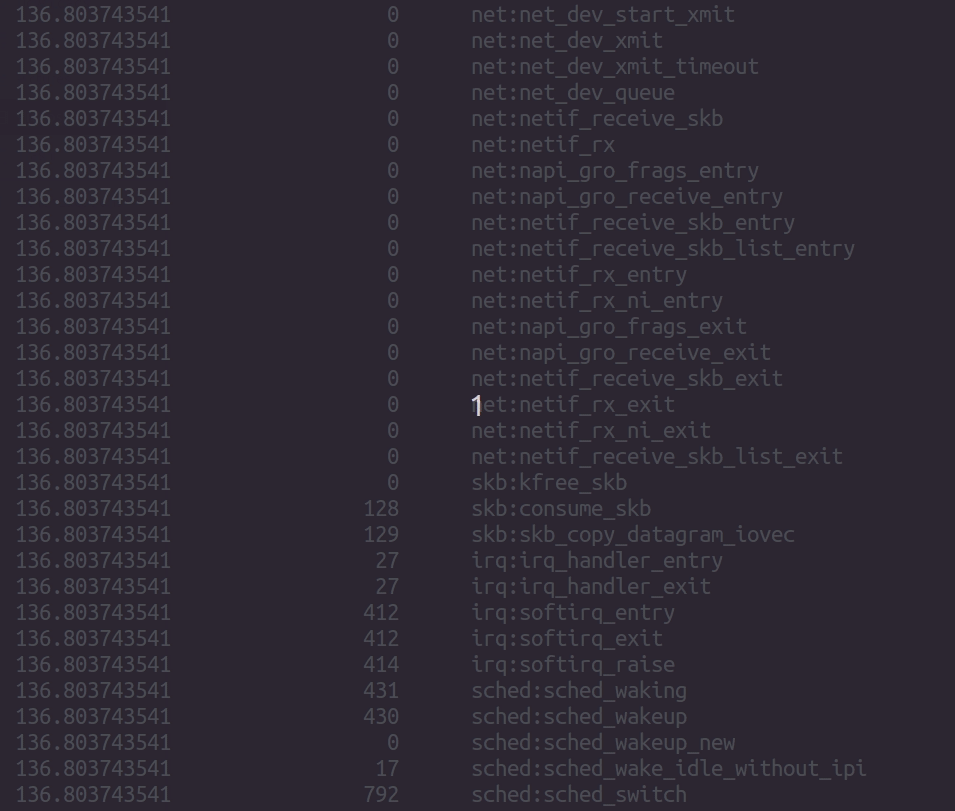 136.803743541 0 net:net_dev_start_xmit
136.803743541 0 net:net_dev_xmit
136.803743541 0 net:net_dev_xmit_timeout
136.803743541 0 net:net_dev_queue
136.803743541 0 net:netif_receive_skb
136.803743541 0 net:netif_rx
136.803743541 0 net:napi_gro_frags_entry
136.803743541 0 net:napi_gro_receive_entry
136.803743541 0 net:netif_receive_skb_entry
136.803743541 0 net:netif_receive_skb_list_entry
136.803743541 0 net:netif_rx_entry
136.803743541 0 net:netif_rx_ni_entry
136.803743541 0 net:napi_gro_frags_exit
136.803743541 0 net:napi_gro_receive_exit
136.803743541 0 net:netif_receive_skb_exit
136.803743541 0 net:netif_rx_exit
1
136.803743541 0 net:netif_rx_ni_exit
136.803743541 0 net:netif_receive_skb_list_exit
136.803743541 0 skb:kfree_skb
136.803743541 128 skb:consume_skb
136.803743541 129 skb:skb_copy_datagram_iovec
136.803743541 27 irq:irq_handler_entry
136.803743541 27 irq:irq_handler_exit
136.803743541 412 irq:softirq_entry
136.803743541 412 irq:softirq_exit
136.803743541 414 irq:softirq_raise
136.803743541 431 sched:sched_waking
136.803743541 430 sched:sched_wakeup
136.803743541 0 sched:sched_wakeup_new
136.803743541 17 sched:sched_wake_idle_without_ipi
136.803743541 792 sched:sched_switch